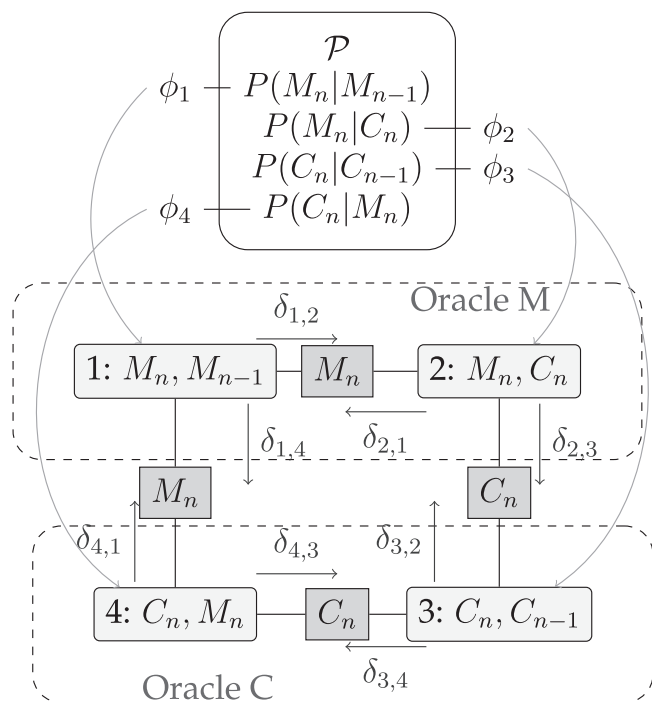 𝒫
ϕ₁ P(Mₙ|Mₙ₋₁)
P(Mₙ|Cₙ) ϕ₂
P(Cₙ|Cₙ₋₁) ϕ₃
ϕ₄ P(Cₙ|Mₙ)
Oracle M
δ₁,₂
1: Mₙ, Mₙ₋₁ Mₙ 2: Mₙ, Cₙ
δ₁,₄ δ₂,₁ δ₂,₃
Mₙ Cₙ
δ₄,₁ δ₄,₃ δ₃,₂
4: Cₙ, Mₙ Cₙ 3: Cₙ, Cₙ₋₁
δ₃,₄
Oracle C